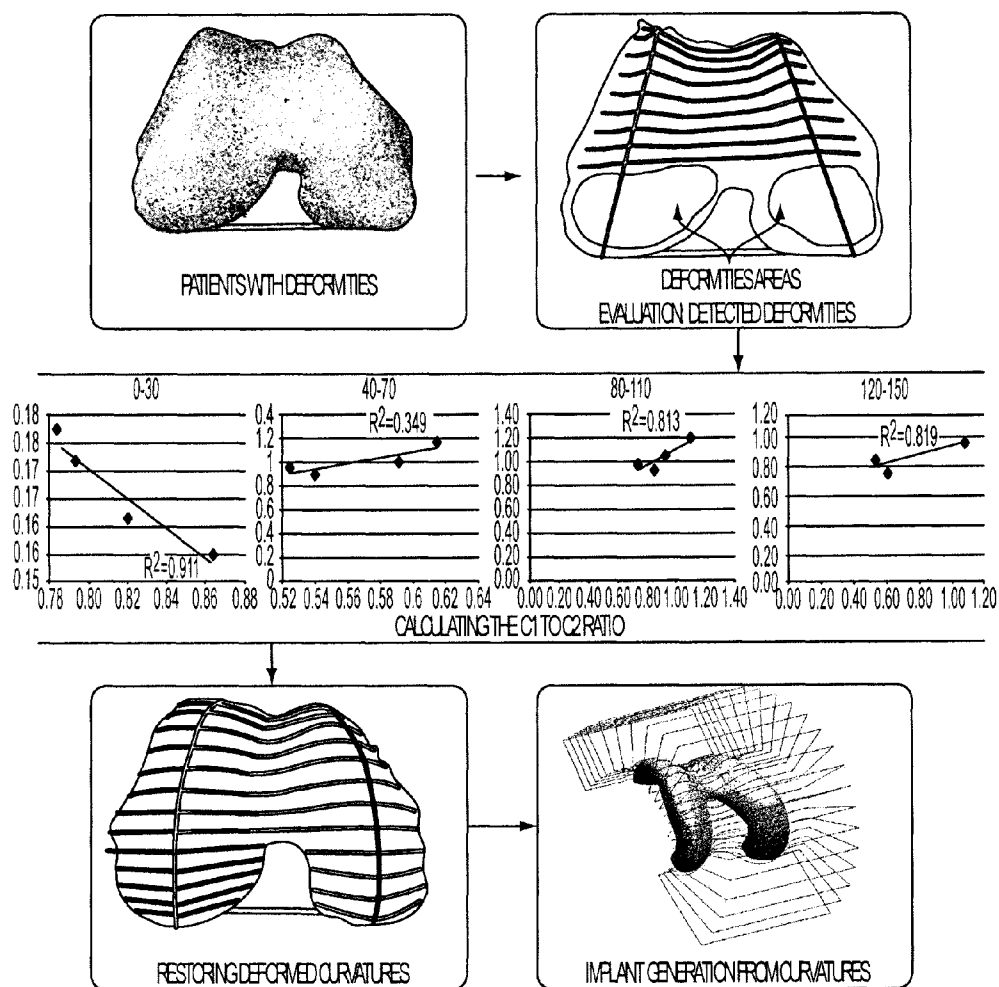 PATIENTS WITH DEFORMITIES
DEFORMITIES AREAS
EVALUATION DETECTED DEFORMITIES
0-30
40-70
80-110
120-150
0.18
0.18
0.17
0.17
0.16
0.16
0.15
R²=0.911
0.78 0.80 0.82 0.84 0.86 0.88
0.4
1.2
1
0.8
0.6
0.4
0.2
0
R²=0.349
0.52 0.54 0.56 0.58 0.6 0.62 0.64
1.40
1.20
1.00
0.80
0.60
0.40
0.20
0.00
R²=0.813
0.00 0.20 0.40 0.60 0.80 1.00 1.20 1.40
1.20
1.00
0.80
0.60
0.40
0.20
0.00
R²=0.819
0.00 0.20 0.40 0.60 0.80 1.00 1.20
CALCULATING THE C1 TO C2 RATIO
RESTORING DEFORMED CURVATURES
IMPLANT GENERATION FROM CURVATURES